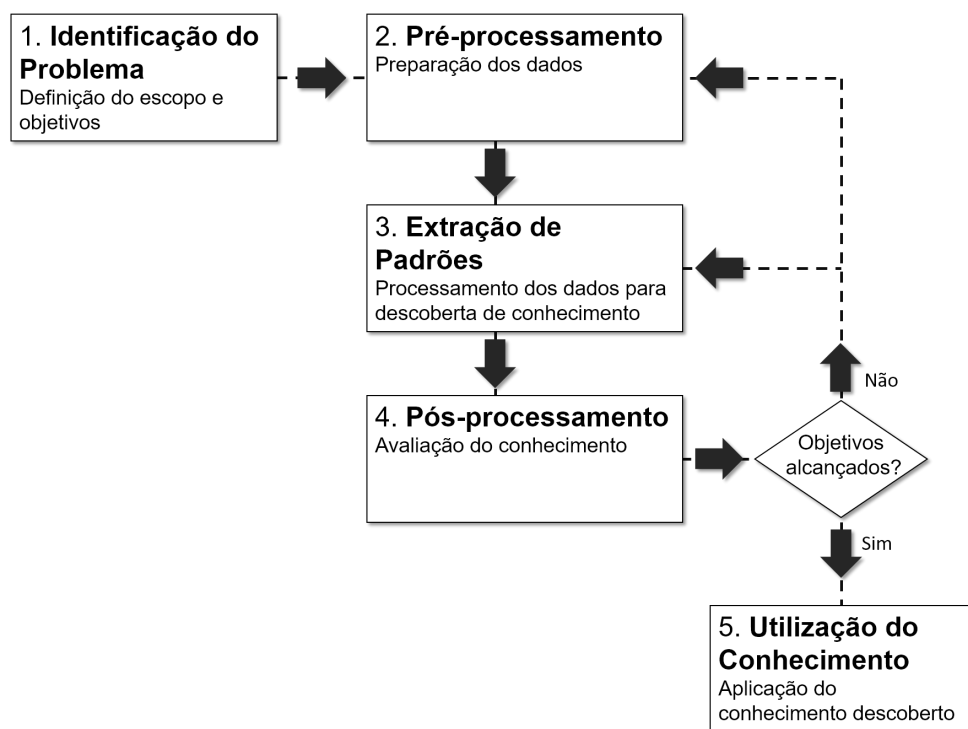 1. Identificação do
Problema
Definição do escopo e
objetivos
2. Pré-processamento
Preparação dos dados
3. Extração de
Padrões
Processamento dos dados para
descoberta de conhecimento
4. Pós-processamento
Avaliação do conhecimento
Não
Objetivos
alcançados?
Sim
5. Utilização do
Conhecimento
Aplicação do
conhecimento descoberto